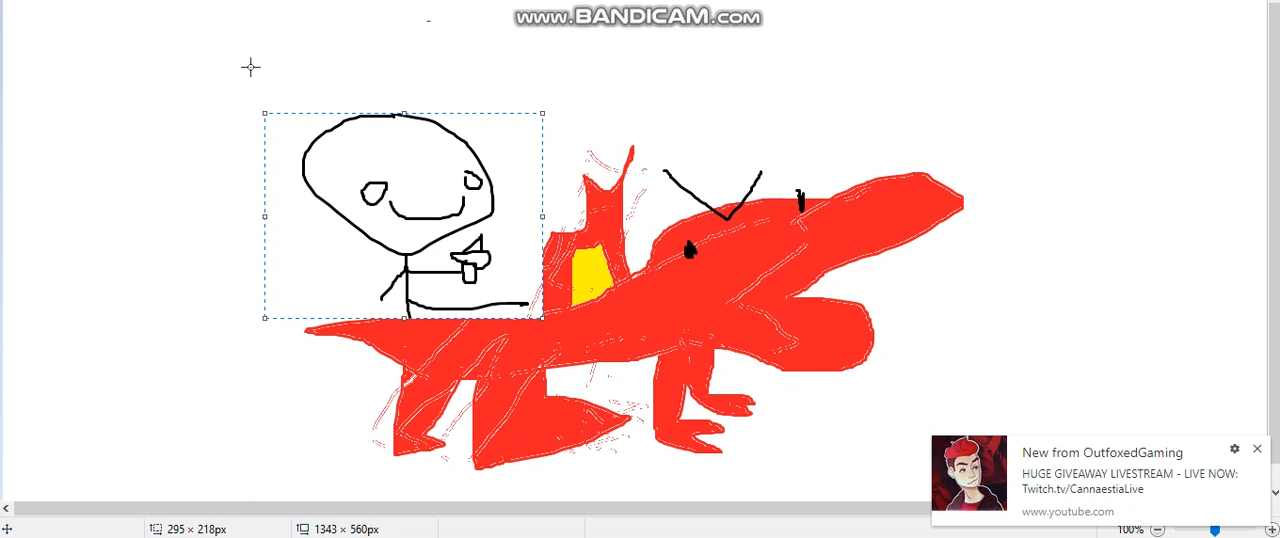 www.BANDICAM.com
New from OutfoxedGaming
HUGE GIVEAWAY LIVESTREAM - LIVE NOW:
Twitch.tv/CannaestiaLive
www.youtube.com
295 × 218px
1343 × 560px
100%